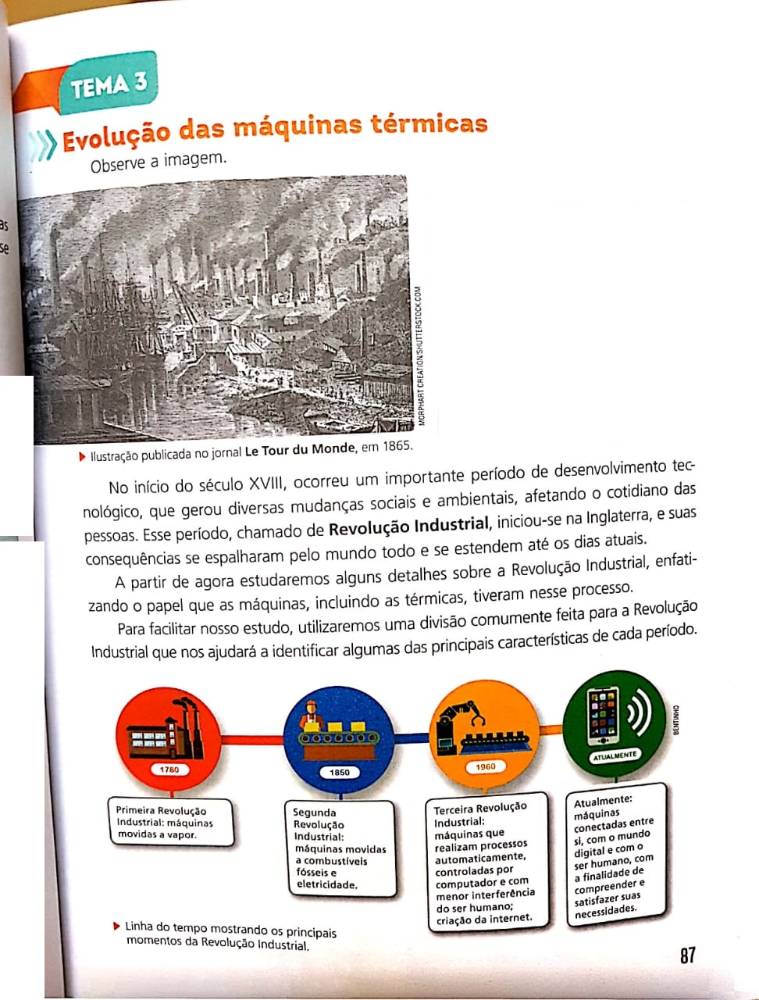 TEMA 3
Evolução das máquinas térmicas
Observe a imagem.
as
se
MORPHART CREATION/SHUTTERSTOCK.COM
Ilustração publicada no jornal Le Tour du Monde, em 1865.
No início do século XVIII, ocorreu um importante período de desenvolvimento tec-
nológico, que gerou diversas mudanças sociais e ambientais, afetando o cotidiano das
pessoas. Esse período, chamado de Revolução Industrial, iniciou-se na Inglaterra, e suas
consequências se espalharam pelo mundo todo e se estendem até os dias atuais.
A partir de agora estudaremos alguns detalhes sobre a Revolução Industrial, enfati-
zando o papel que as máquinas, incluindo as térmicas, tiveram nesse processo.
Para facilitar nosso estudo, utilizaremos uma divisão comumente feita para a Revolução
Industrial que nos ajudará a identificar algumas das principais características de cada período.
1780
Primeira Revolução
Industrial: máquinas
movidas a vapor.
1850
Segunda
Revolução
Industrial:
máquinas movidas
a combustíveis
fósseis e
eletricidade.
1960
Terceira Revolução
Industrial:
máquinas que
realizam processos
automaticamente,
controladas por
computador e com
menor interferência
do ser humano;
criação da internet.
ATUALMENTE
Atualmente:
máquinas
conectadas entre
si, com o mundo
digital e com o
ser humano, com
a finalidade de
compreender e
satisfazer suas
necessidades.
BENTINHO
Linha do tempo mostrando os principais
momentos da Revolução Industrial.
87